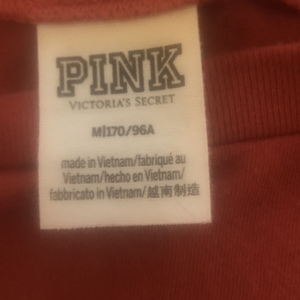 PINK
VICTORIA'S SECRET
M|170/96A
made in Vietnam/fabriqué au
Vietnam/hecho en Vietnam/
fabbricato in Vietnam/越南制造